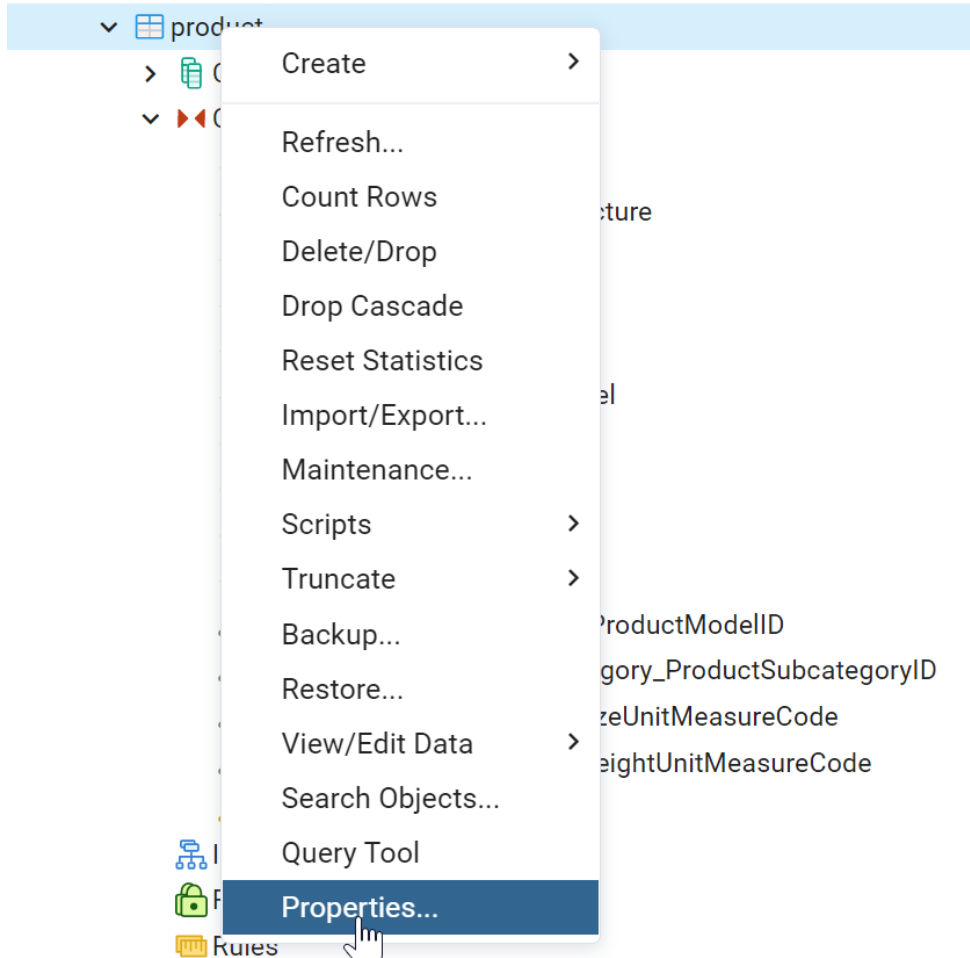 product
Create
Refresh...
Count Rows
cture
Delete/Drop
Drop Cascade
Reset Statistics
el
Import/Export...
Maintenance...
Scripts
Truncate
ProductModelID
Backup...
gory_ProductSubcategoryID
Restore...
zeUnitMeasureCode
View/Edit Data
eightUnitMeasureCode
Search Objects...
Query Tool
Properties...
Rules